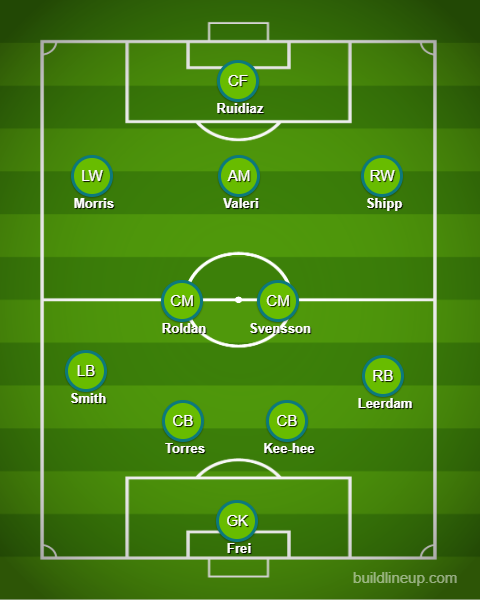 CF
Ruidiaz
LW
AM
RW
Morris
Valeri
Shipp
CM
CM
Roldan
Svensson
LB
RB
Smith
Leerdam
CB
CB
Torres
Kee-hee
GK
Frei
buildlineup.com